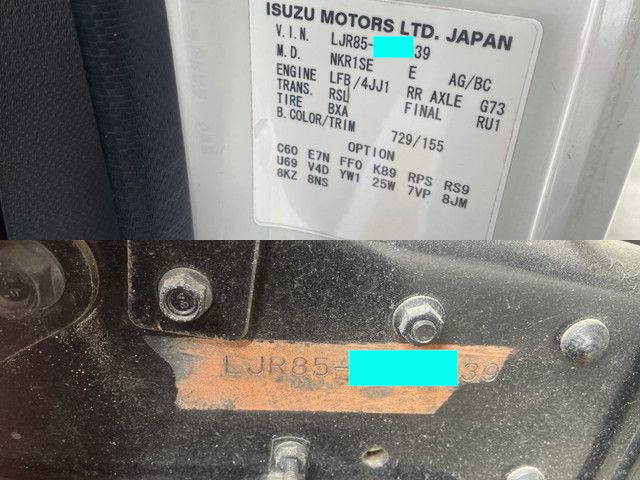 ISUZU MOTORS LTD. JAPAN
V.I.N. LJR85- 39
M.D. NKR1SE E AG/BC
ENGINE LFB/4JJ1 RR AXLE G73
TRANS. RSL FINAL RU1
TIRE BXA
B.COLOR/TRIM 729/155
OPTION
C60 E7N FF0 K89 RPS RS9
U69 V4D YW1 25W 7VP 8JM
8KZ 8NS
LJR85- 39